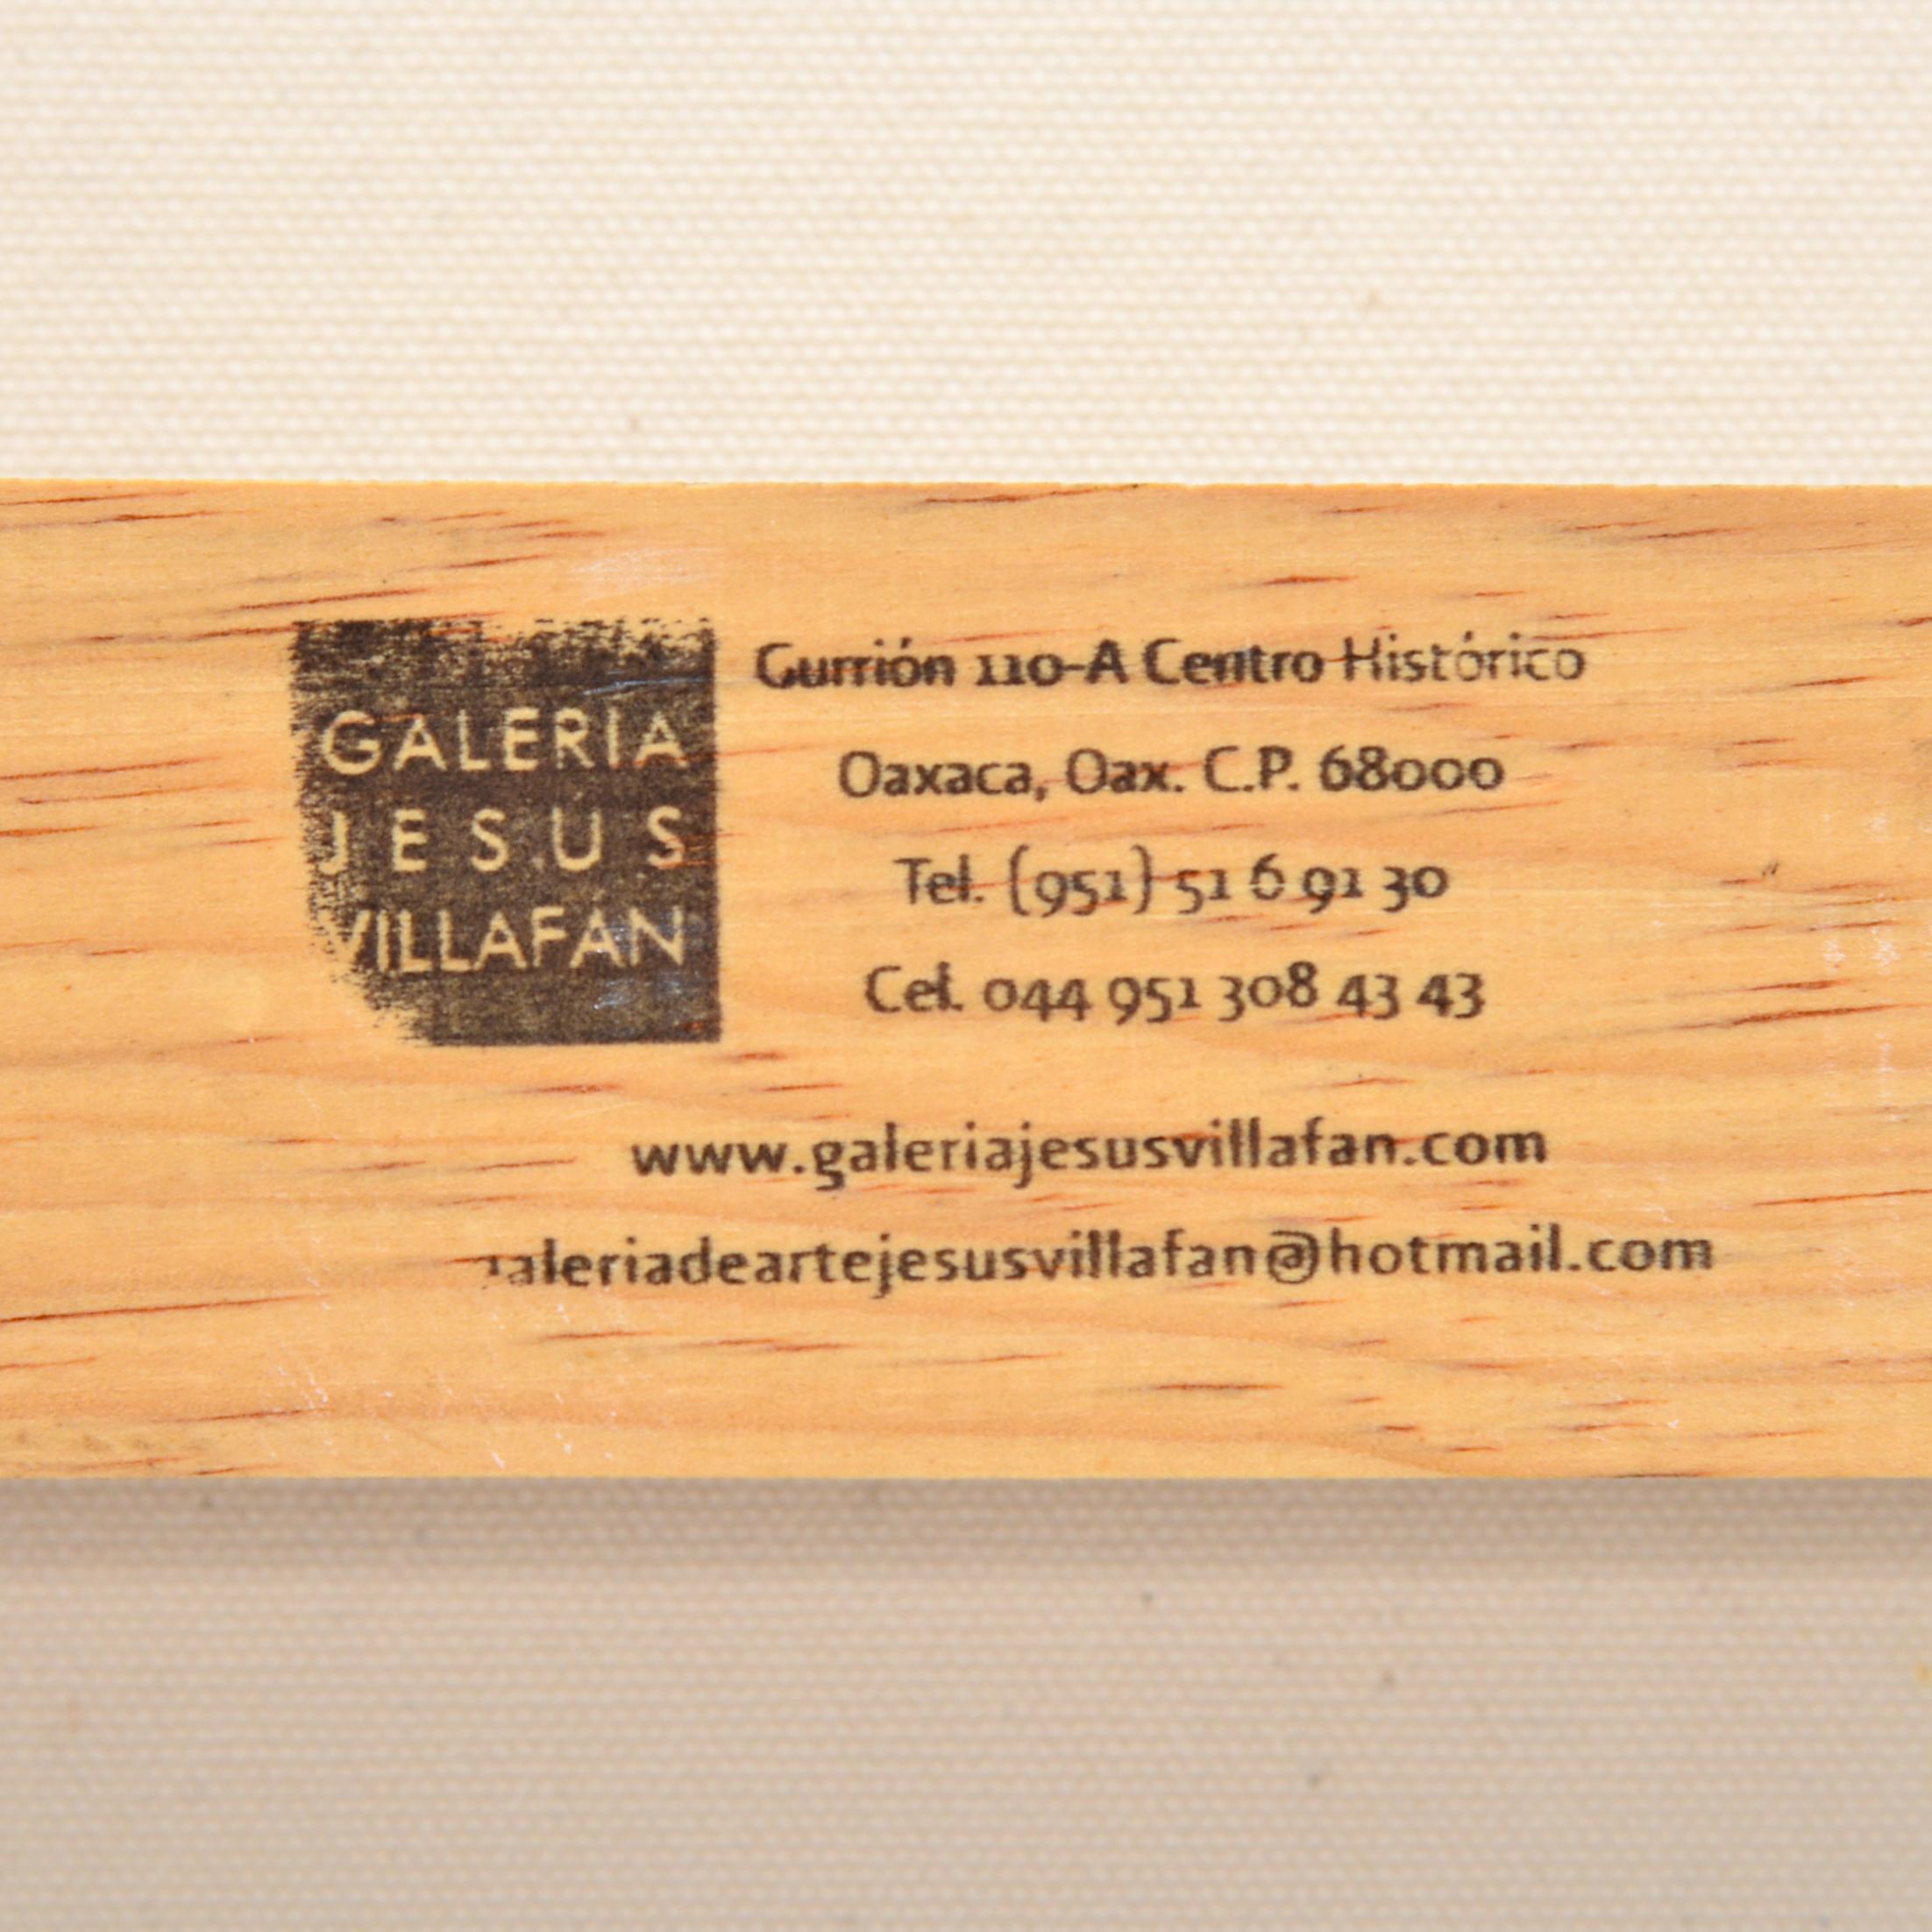 GALERIA
JESUS
VILLAFAN
Gurrión 110-A Centro Histórico
Oaxaca, Oax. C.P. 68000
Tel. (951) 51 6 91 30
Cel. 044 951 308 43 43
www.galeriajesusvillafan.com
galeriadeartejesusvillafan@hotmail.com